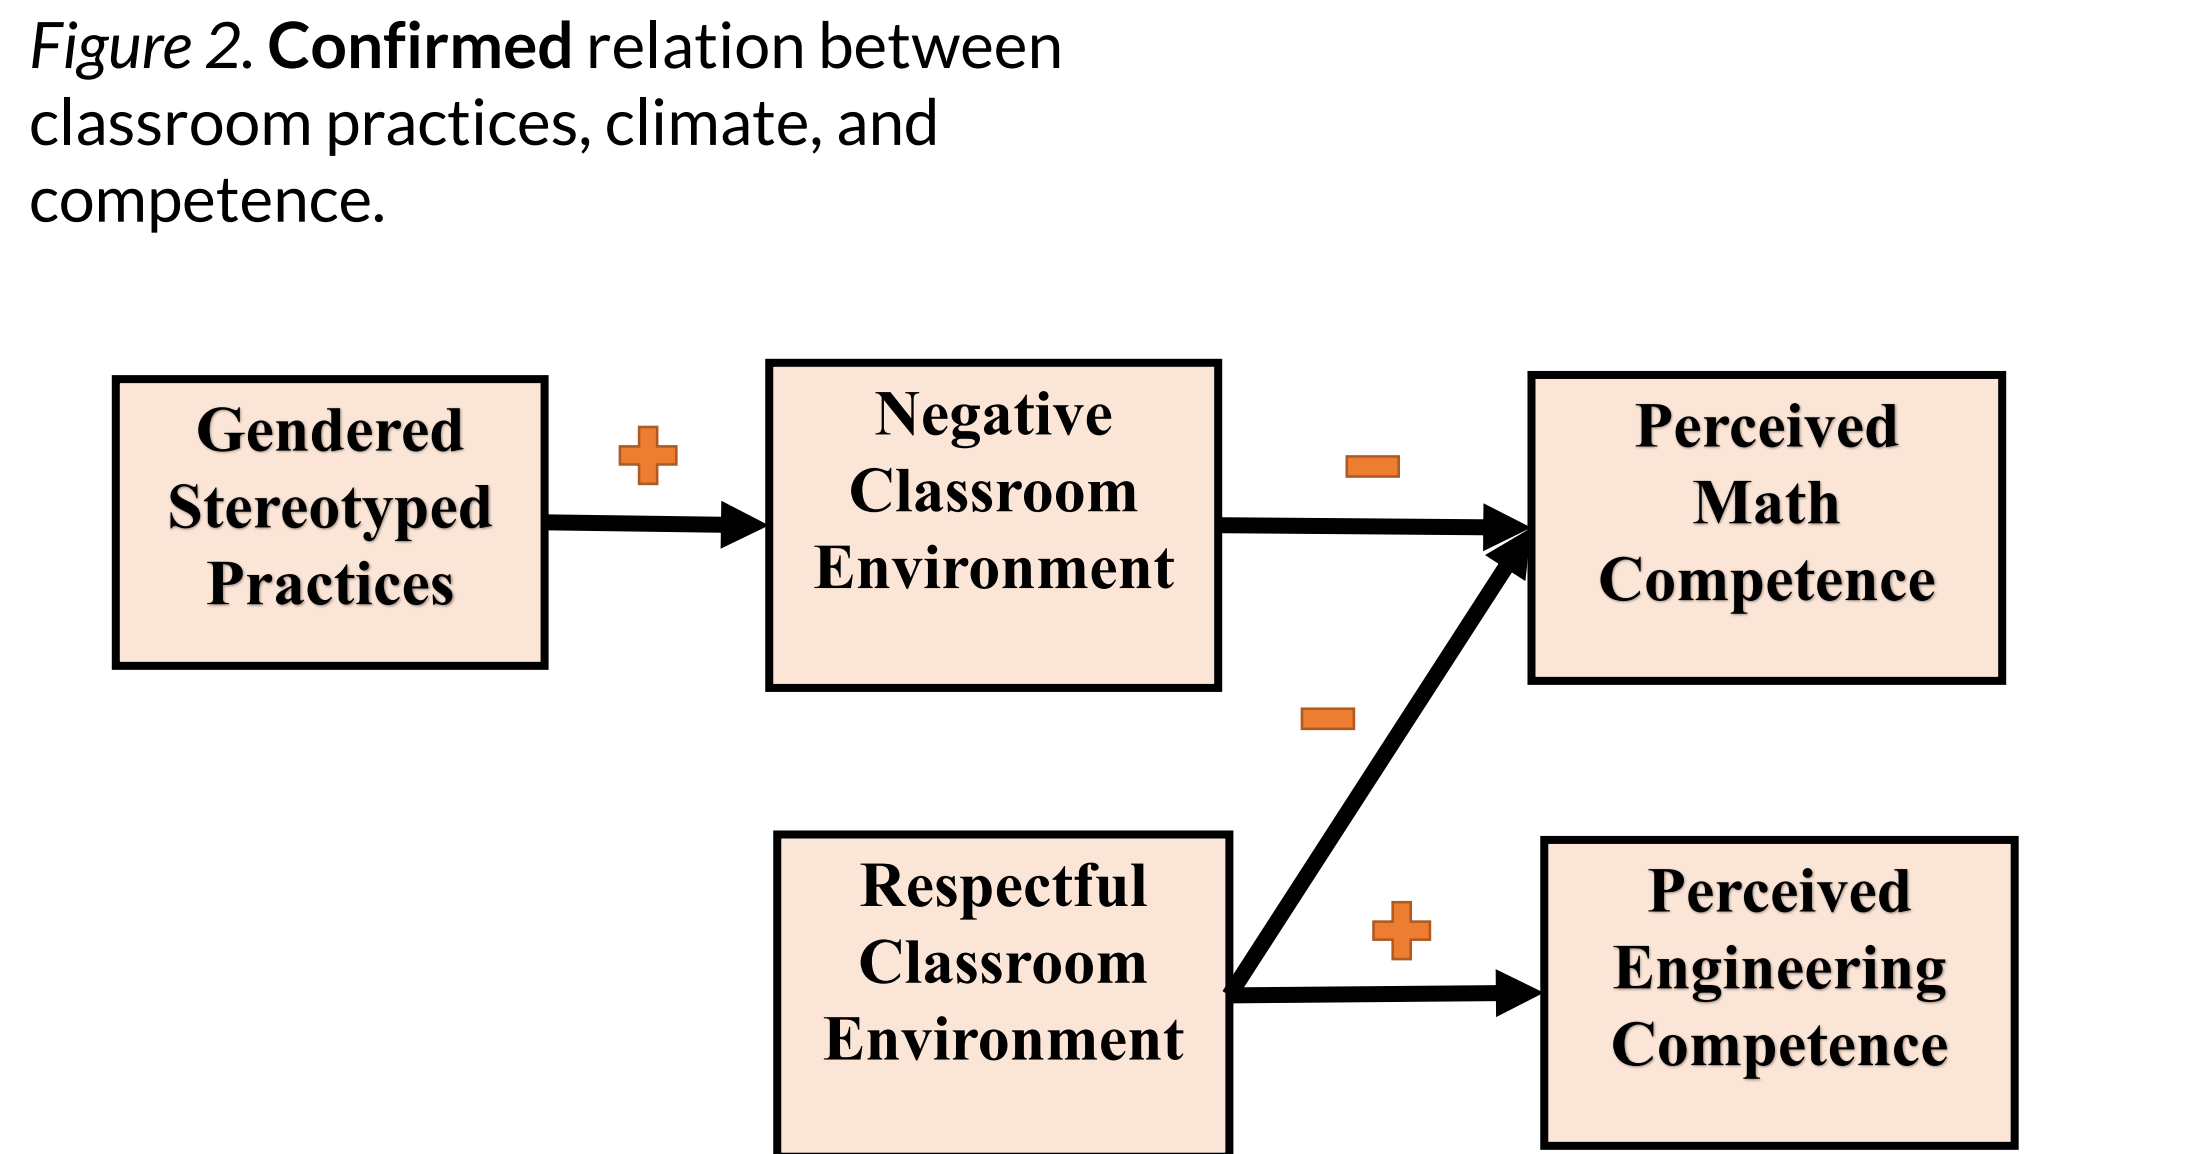 Figure 2. Confirmed relation between
classroom practices, climate, and
competence.
Gendered
Stereotyped
Practices
Negative
Classroom
Environment
Perceived
Math
Competence
Respectful
Classroom
Environment
Perceived
Engineering
Competence